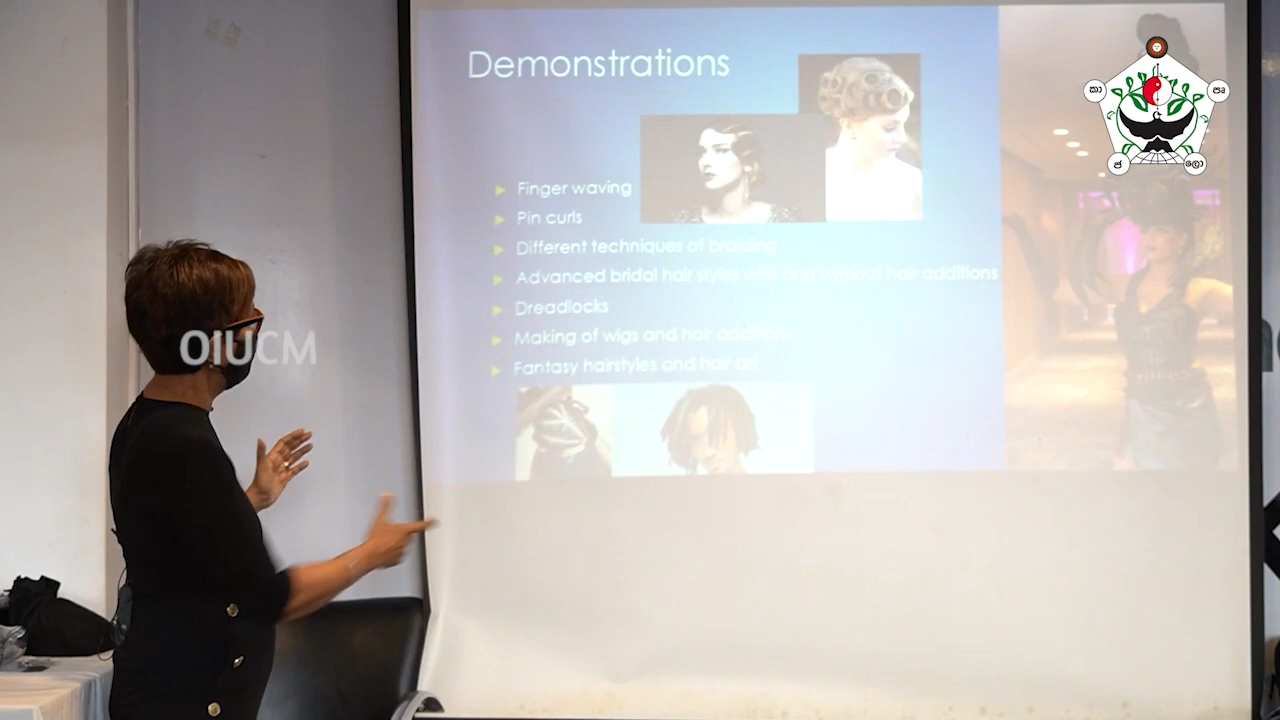 Demonstrations
Finger waving
Pin curls
Different techniques of braiding
Advanced bridal hair styles with and without hair additions
Dreadlocks
Making of wigs and hair additions
Fantasy hairstyles and hair art
OIUCM
කා
පෘ
ජ
ලො